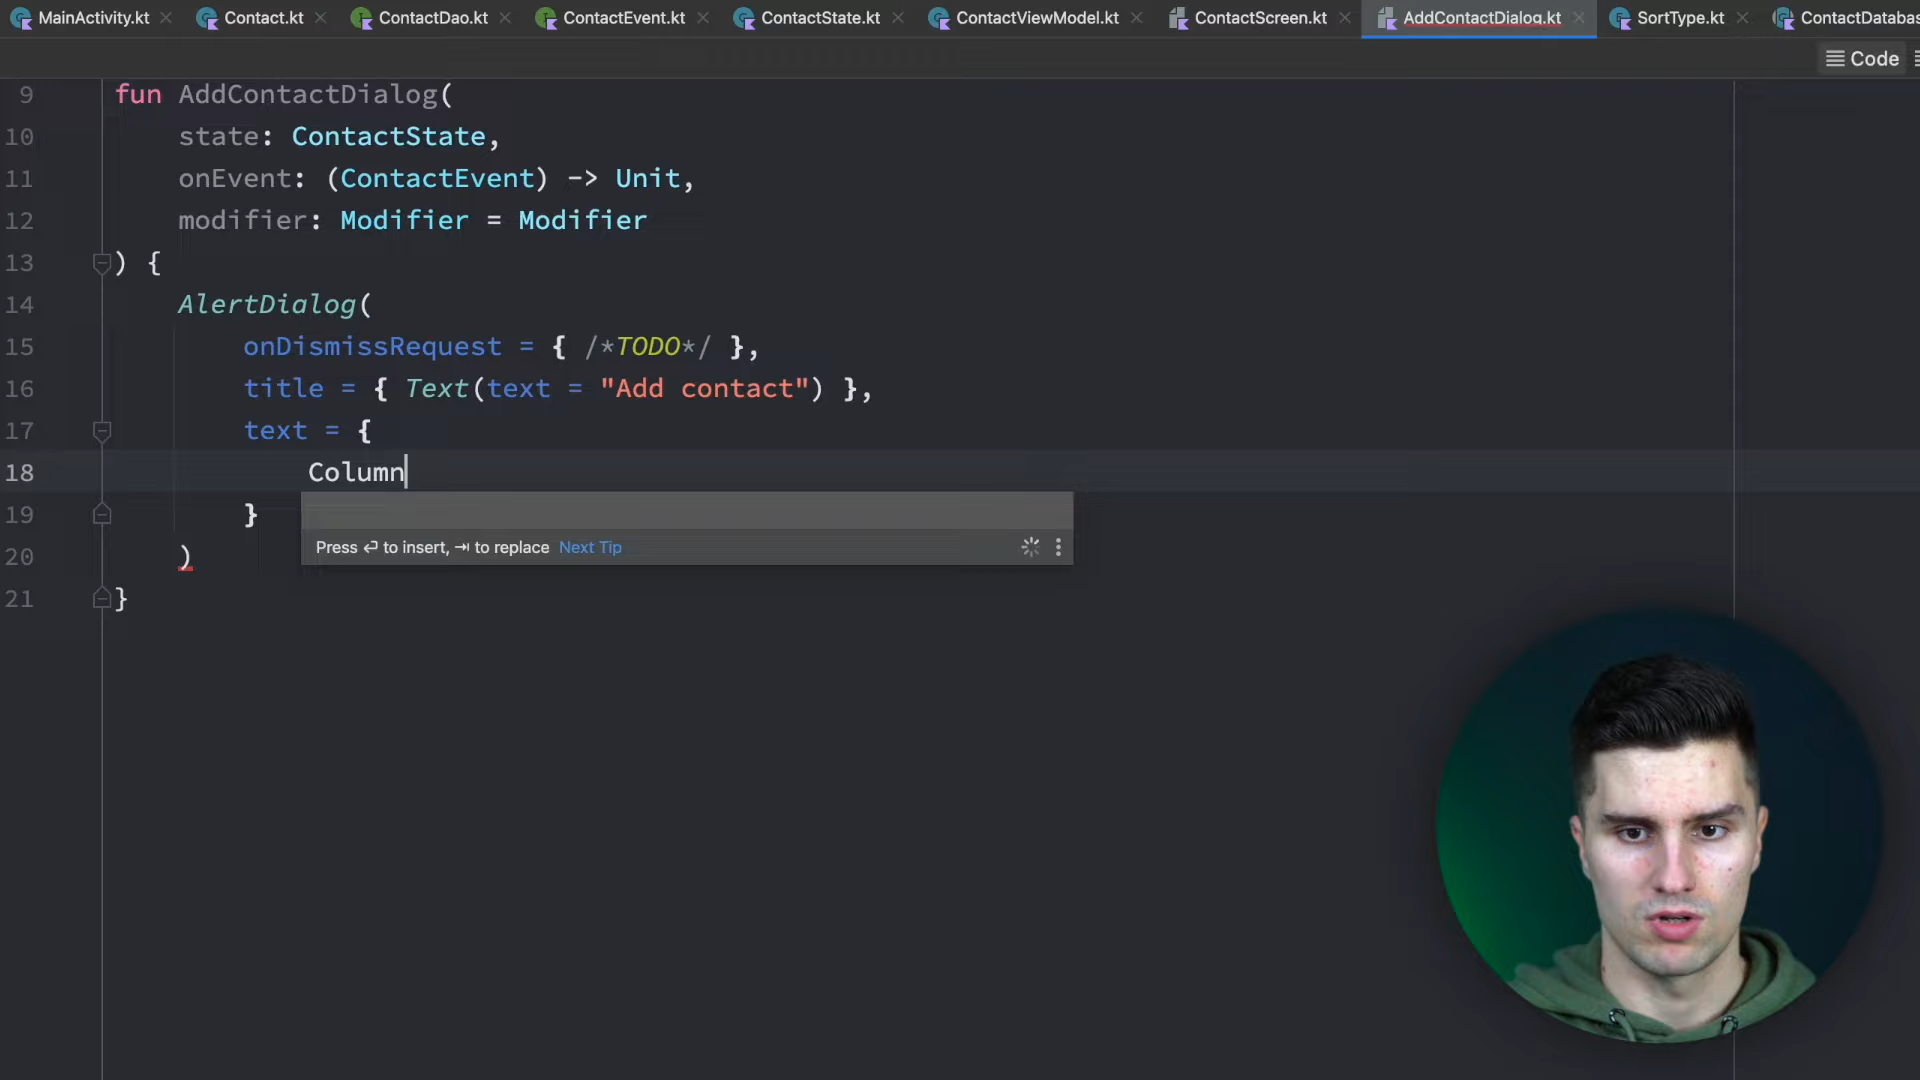 MainActivity.kt Contact.kt ContactDao.kt ContactEvent.kt ContactState.kt ContactViewModel.kt ContactScreen.kt AddContactDialog.kt SortType.kt ContactDatabas
Code
9 fun AddContactDialog(
10 state: ContactState,
11 onEvent: (ContactEvent) -> Unit,
12 modifier: Modifier = Modifier
13 ) {
14 AlertDialog(
15 onDismissRequest = { /*TODO*/ },
16 title = { Text(text = "Add contact") },
17 text = {
18 Column
19 }
Press ⏎ to insert, ⇥ to replace Next Tip
20 )
21 }